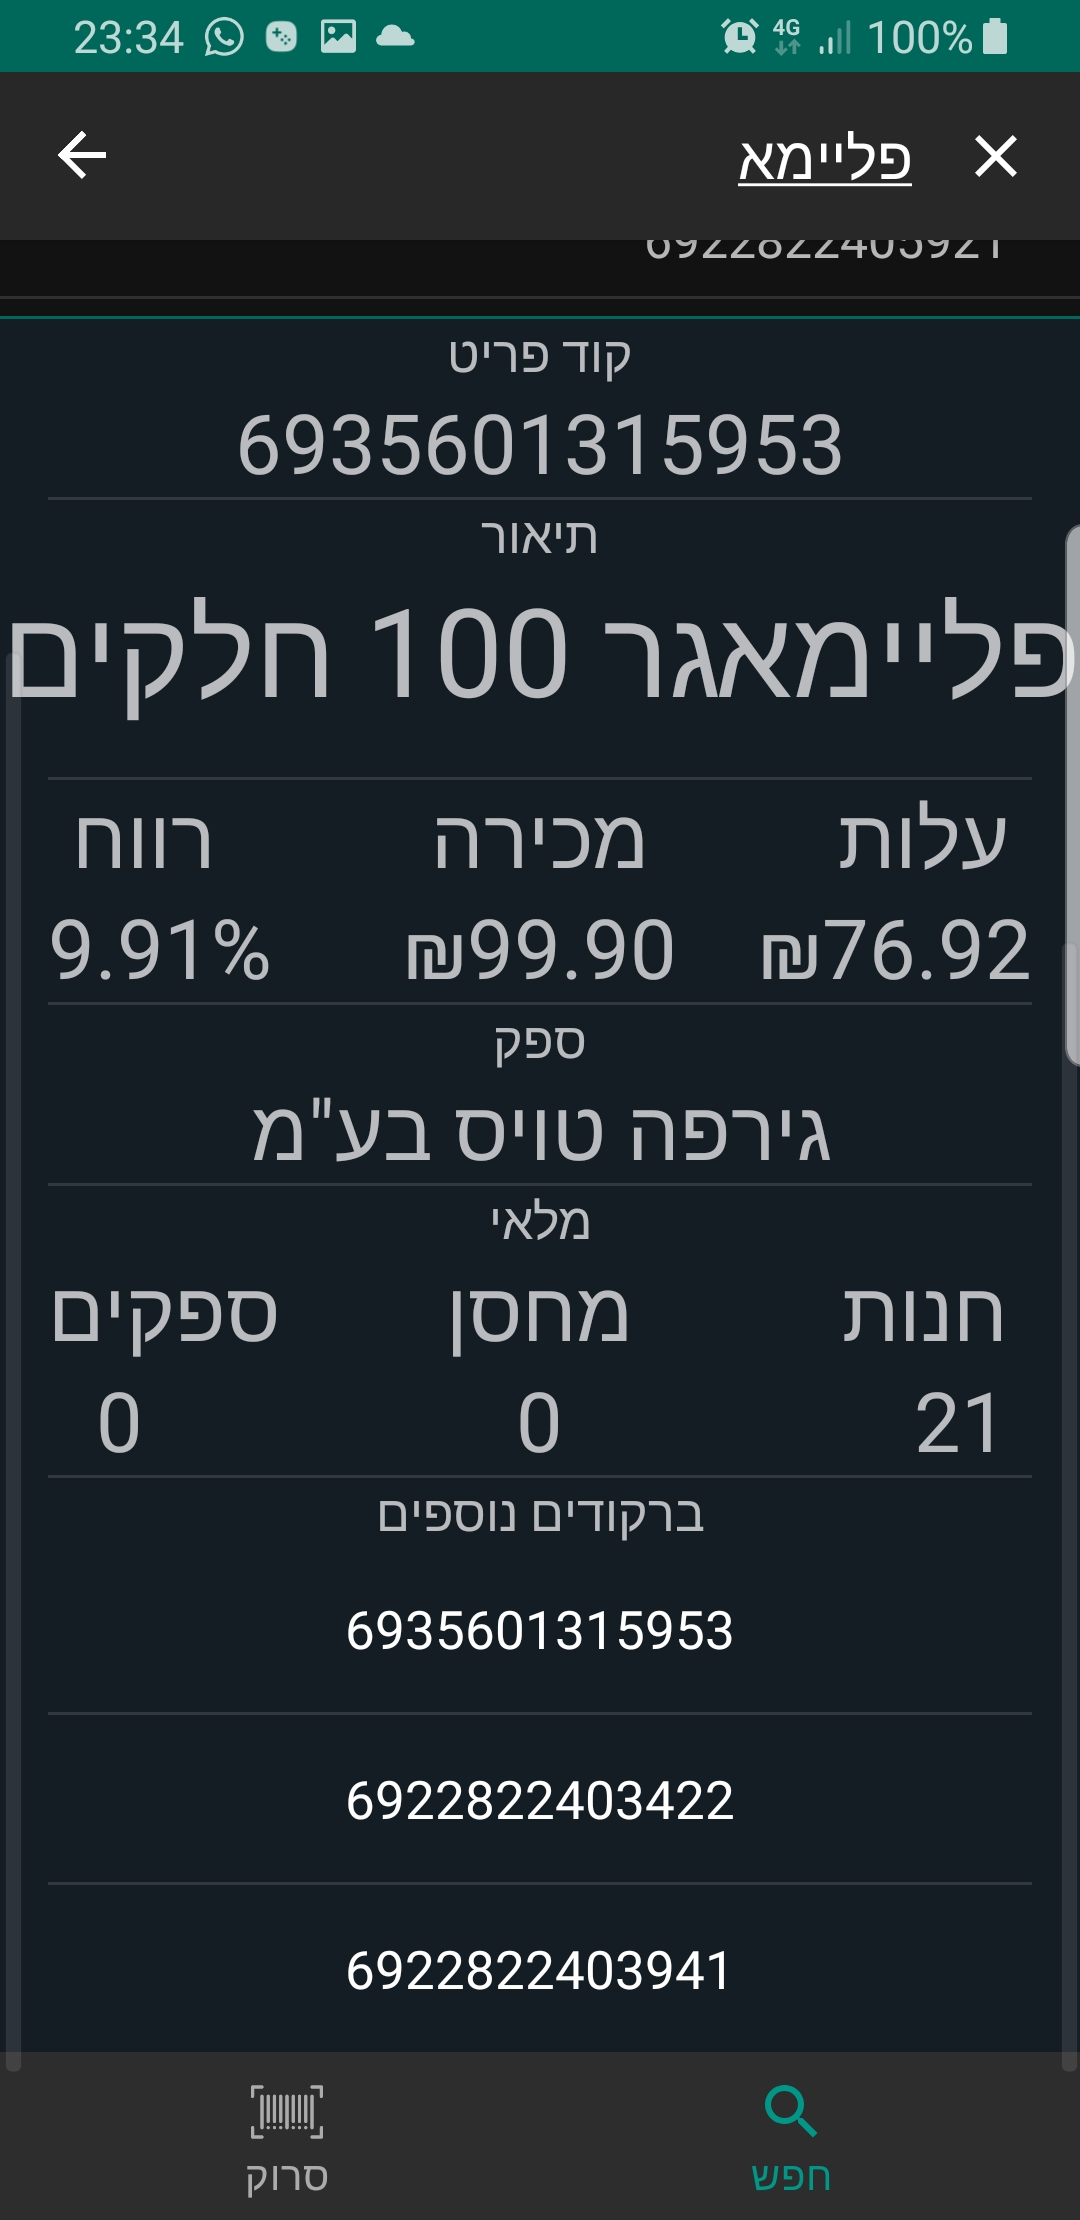 23:34 4G 100%
פליימא
6922822405921
קוד פריט
6935601315953
תיאור
פליימאגר 100 חלקים
עלות מכירה רווח
₪76.92 ₪99.90 9.91%
ספק
גירפה טויס בע"מ
מלאי
חנות מחסן ספקים
21 0 0
ברקודים נוספים
6935601315953
6922822403422
6922822403941
חפש סרוק